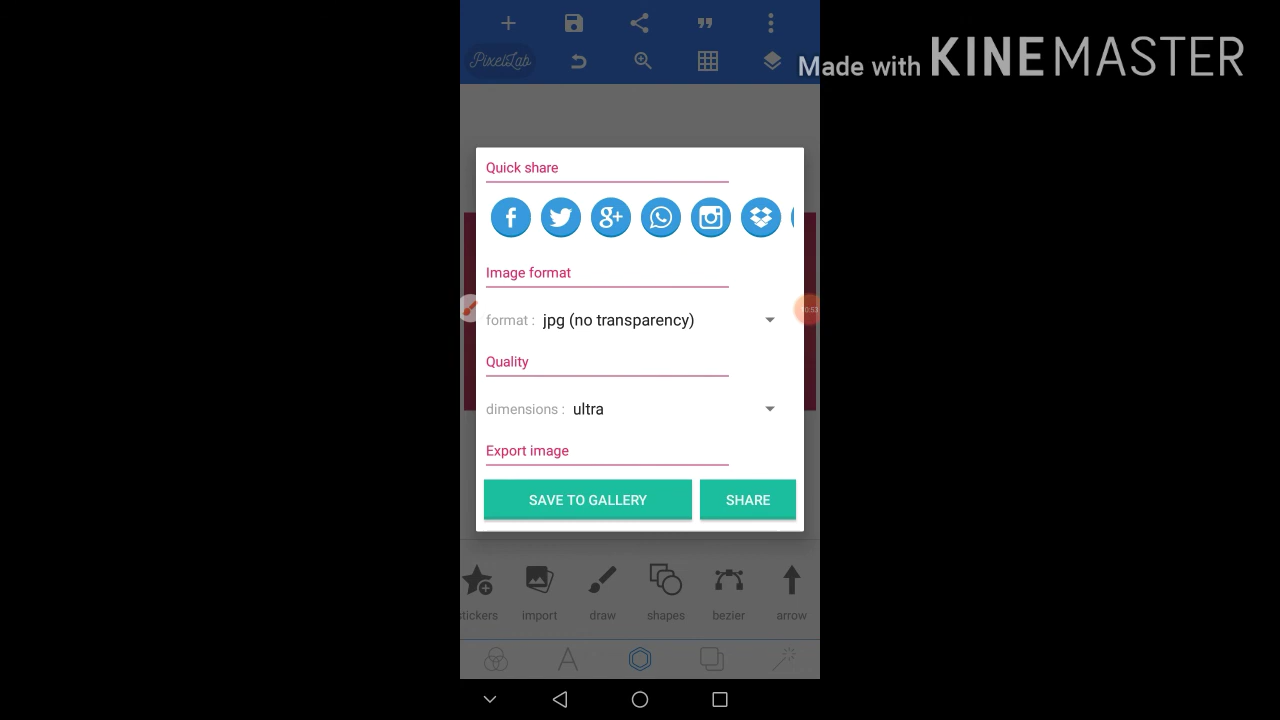 PixelLab
Made with KINEMASTER
Quick share
Image format
format : jpg (no transparency)
Quality
dimensions : ultra
Export image
SAVE TO GALLERY SHARE
tickers import draw shapes bezier arrow